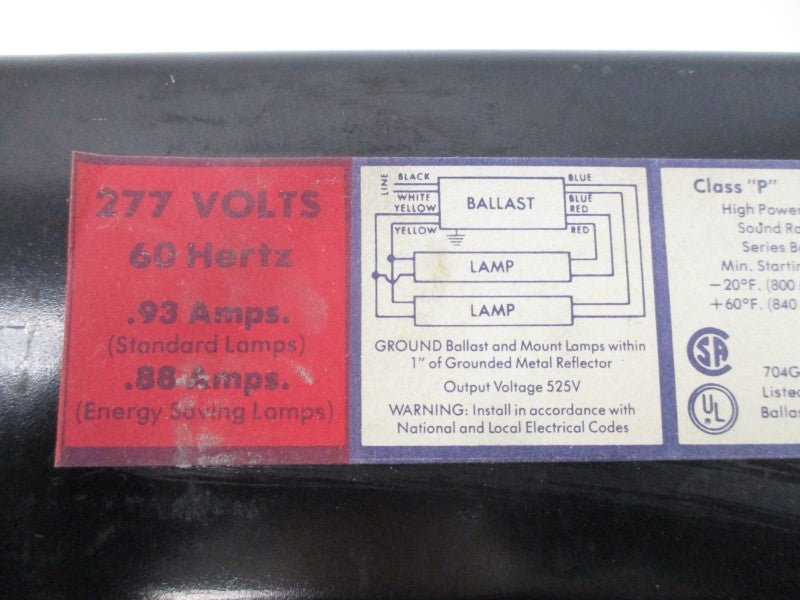 277 VOLTS
60 Hertz
.93 Amps.
(Standard Lamps)
.88 Amps.
(Energy Saving Lamps)
LINE
BLACK
WHITE
YELLOW
YELLOW
BALLAST
BLUE
BLUE
RED
RED
LAMP
LAMP
GROUND Ballast and Mount Lamps within
1" of Grounded Metal Reflector
Output Voltage 525V
WARNING: Install in accordance with
National and Local Electrical Codes
Class "P"
High Power
Sound Ra
Series Ba
Min. Startin
-20°F. (800
+60°F. (840
SA
704G
UL
Listed
Ballas